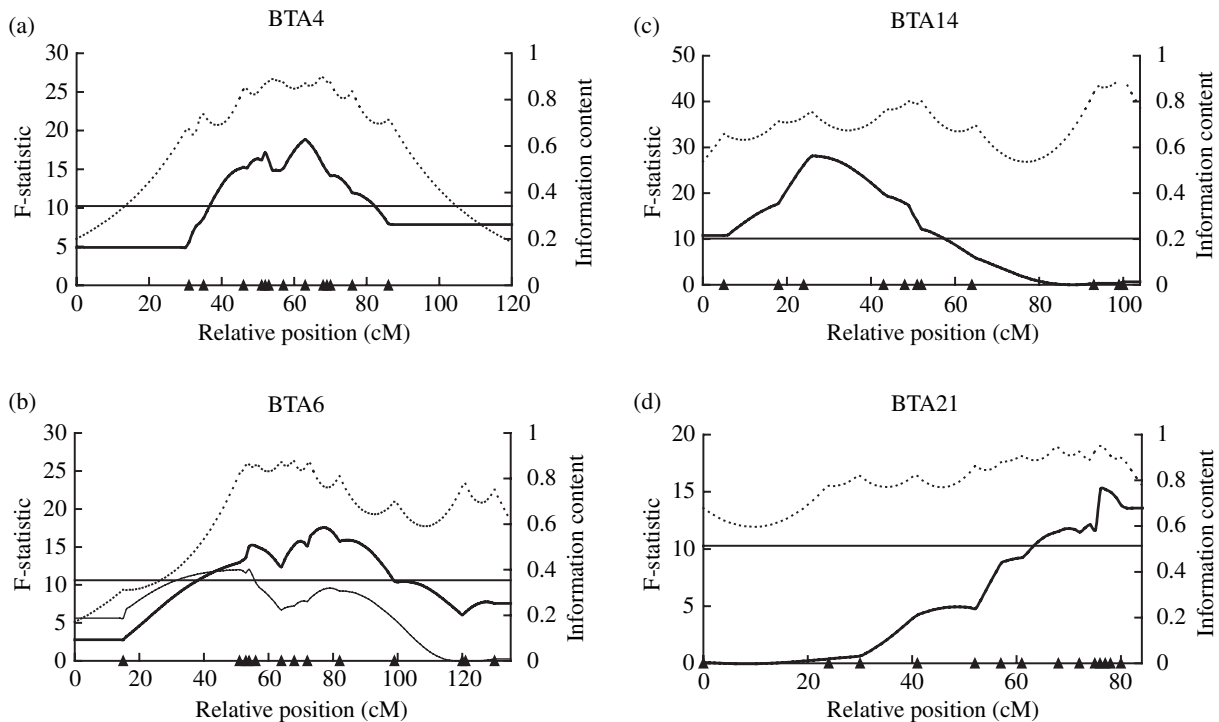 (a)
BTA4
30
25
20
15
10
5
0
F-statistic
1
0.8
0.6
0.4
0.2
0
Information content
0 20 40 60 80 100 120
Relative position (cM)
(c)
BTA14
50
40
30
20
10
0
F-statistic
1
0.8
0.6
0.4
0.2
0
Information content
0 20 40 60 80 100
Relative position (cM)
(b)
BTA6
30
25
20
15
10
5
0
F-statistic
1
0.8
0.6
0.4
0.2
0
Information content
0 20 40 60 80 100 120
Relative position (cM)
(d)
BTA21
20
15
10
5
0
F-statistic
1
0.8
0.6
0.4
0.2
0
Information content
0 20 40 60 80
Relative position (cM)